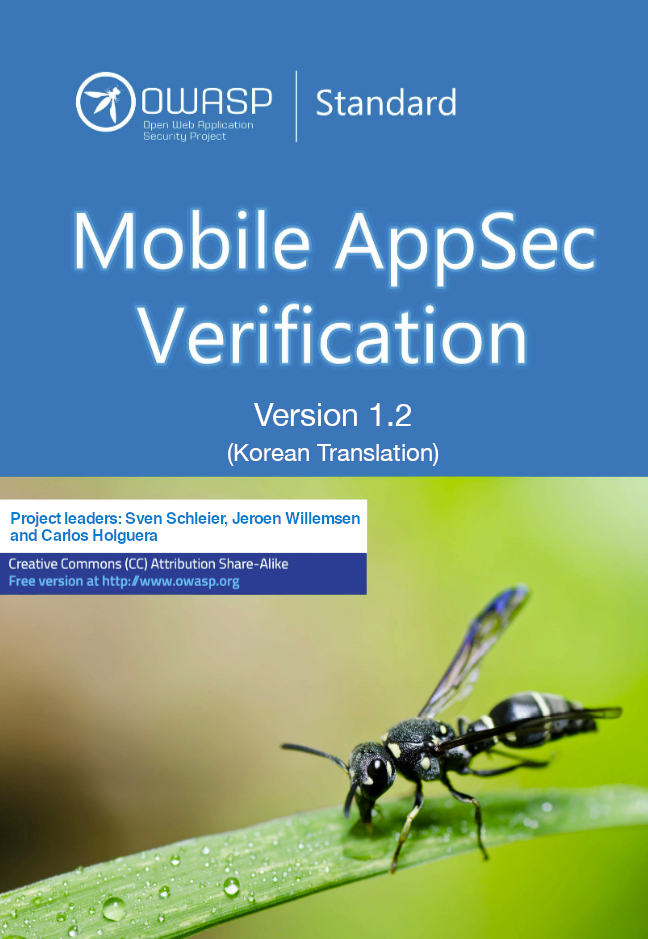 OWASP
Open Web Application
Security Project
Standard
Mobile AppSec
Verification
Version 1.2
(Korean Translation)
Project leaders: Sven Schleier, Jeroen Willemsen
and Carlos Holguera
Creative Commons (CC) Attribution Share-Alike
Free version at http://www.owasp.org